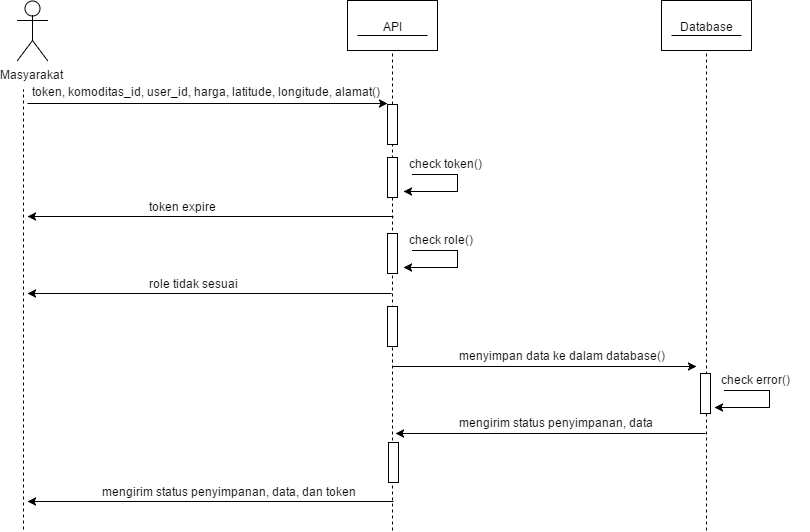 API
Database
Masyarakat
token, komoditas_id, user_id, harga, latitude, longitude, alamat()
check token()
token expire
check role()
role tidak sesuai
menyimpan data ke dalam database()
check error()
mengirim status penyimpanan, data
mengirim status penyimpanan, data, dan token